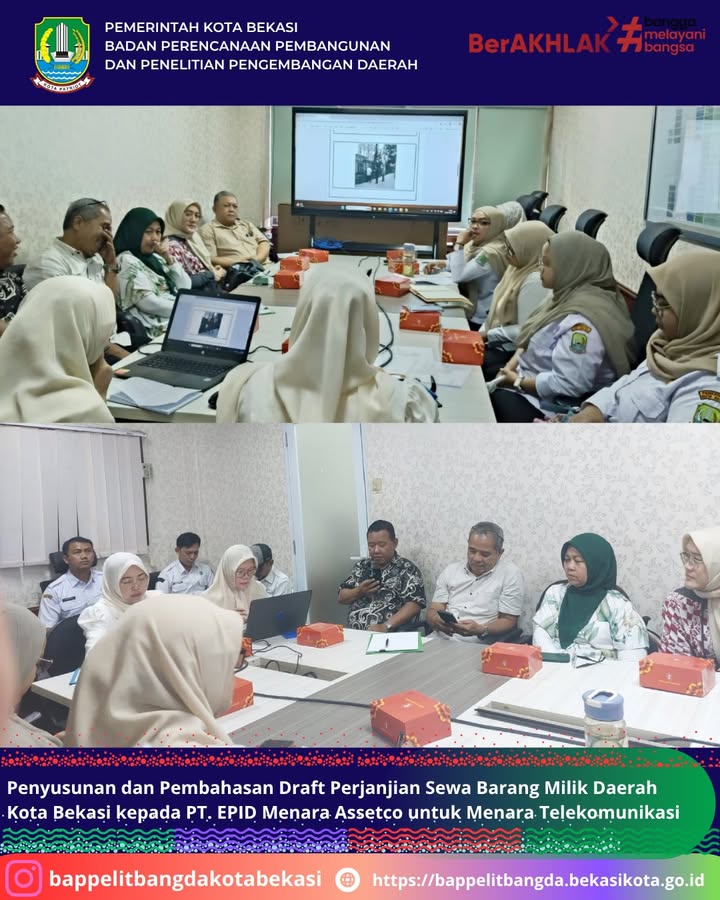 PEMERINTAH KOTA BEKASI
BADAN PERENCANAAN PEMBANGUNAN
DAN PENELITIAN PENGEMBANGAN DAERAH
KOTA PATRIOT
BerAKHLAK
#bangga
melayani
bangsa
Penyusunan dan Pembahasan Draft Perjanjian Sewa Barang Milik Daerah
Kota Bekasi kepada PT. EPID Menara Assetco untuk Menara Telekomunikasi
bappelitbangdakotabekasi
https://bappelitbangda.bekasikota.go.id